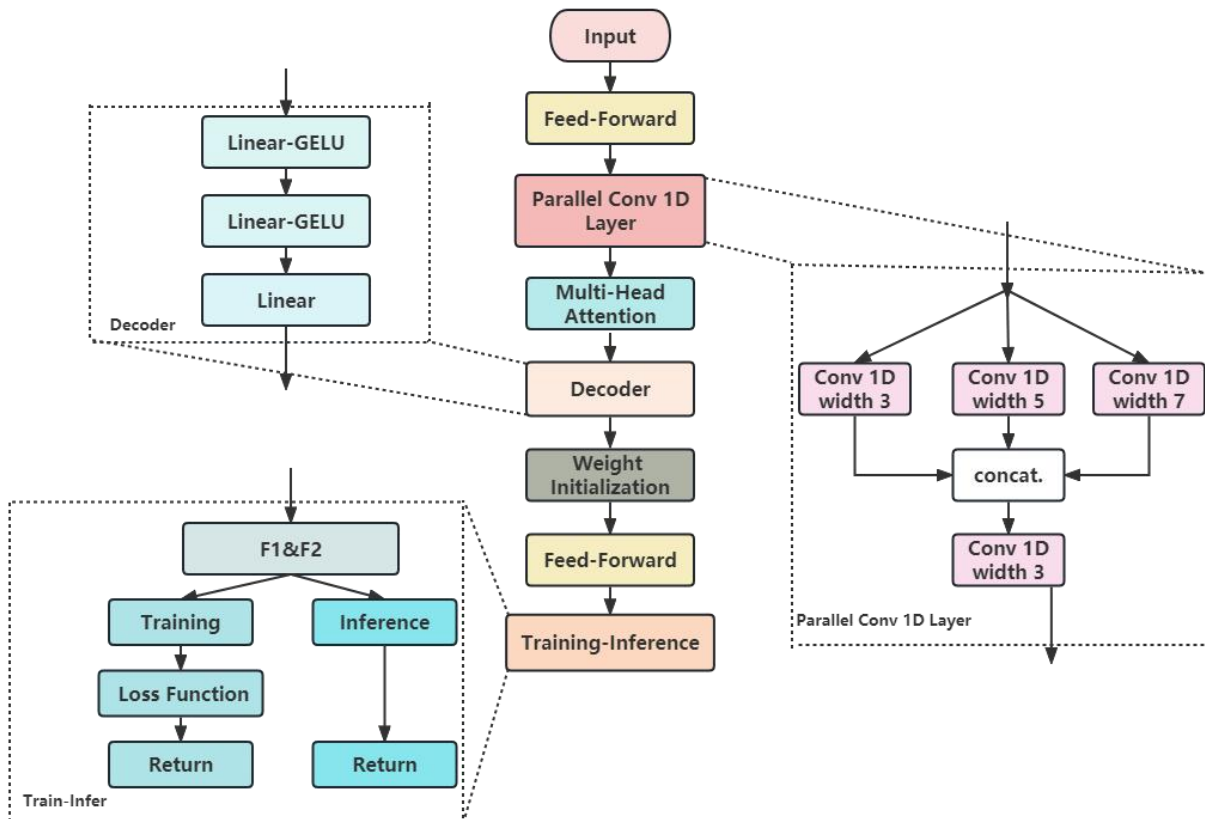 Input
Feed-Forward
Parallel Conv 1D
Layer
Multi-Head
Attention
Decoder
Weight
Initialization
Feed-Forward
Training-Inference
Linear-GELU
Linear-GELU
Linear
Decoder
F1&F2
Training
Inference
Loss Function
Return
Return
Train-Infer
Conv 1D
width 3
Conv 1D
width 5
Conv 1D
width 7
concat.
Conv 1D
width 3
Parallel Conv 1D Layer